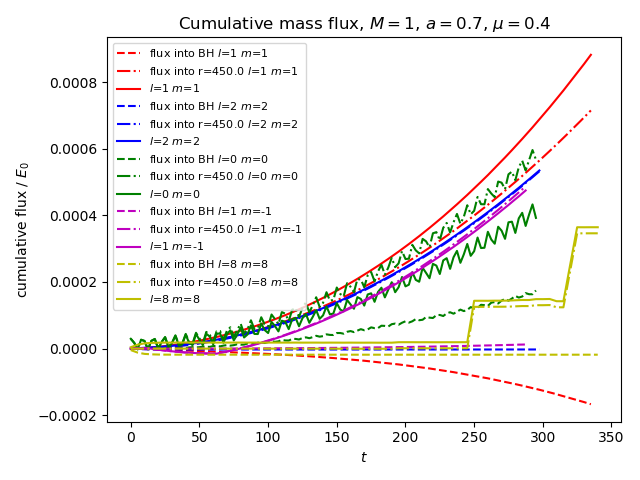 Cumulative mass flux, M = 1, a = 0.7, μ = 0.4
cumulative flux / E₀
0.0008
0.0006
0.0004
0.0002
0.0000
−0.0002
flux into BH l=1 m=1
flux into r=450.0 l=1 m=1
l=1 m=1
flux into BH l=2 m=2
flux into r=450.0 l=2 m=2
l=2 m=2
flux into BH l=0 m=0
flux into r=450.0 l=0 m=0
l=0 m=0
flux into BH l=1 m=-1
flux into r=450.0 l=1 m=-1
l=1 m=-1
flux into BH l=8 m=8
flux into r=450.0 l=8 m=8
l=8 m=8
0 50 100 150 200 250 300 350
t